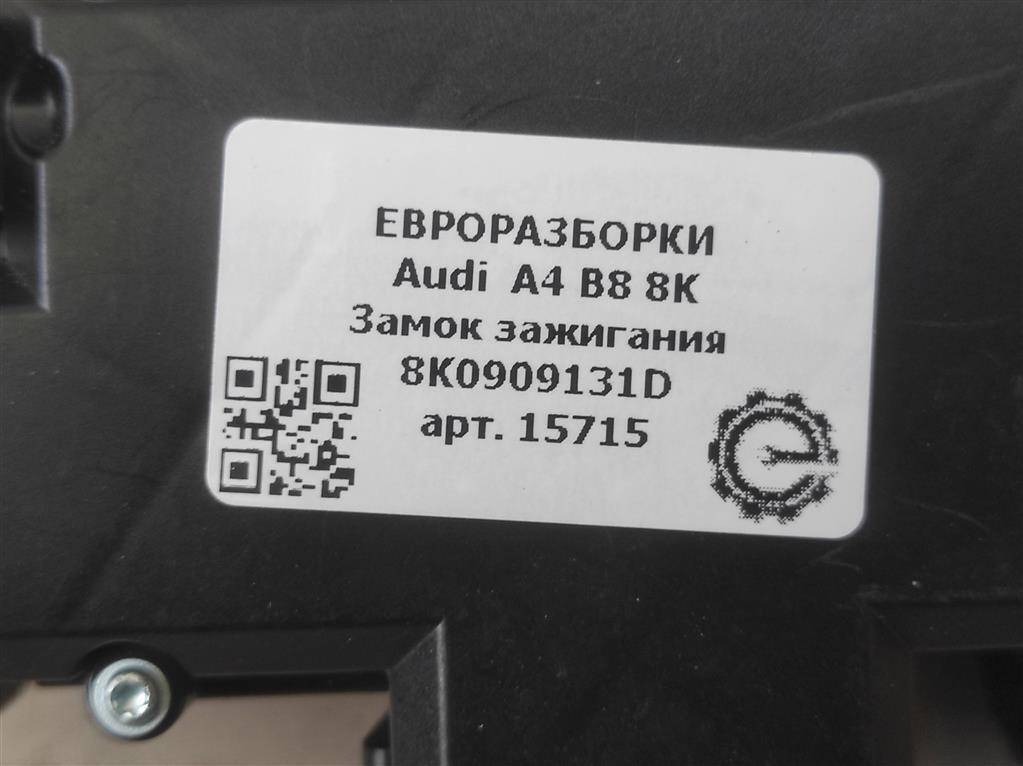 ЕВРОРАЗБОРКИ
Audi A4 B8 8K
Замок зажигания
8K0909131D
арт. 15715